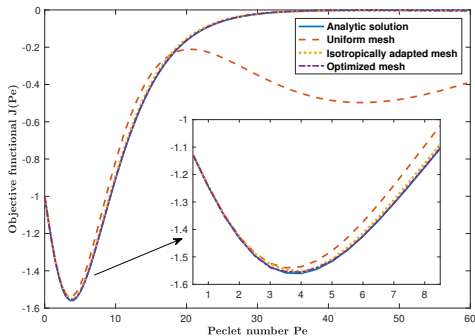 0
-0.2
-0.4
-0.6
-0.8
-1
-1.2
-1.4
-1.6
Objective functional J(Pe)
Analytic solution
Uniform mesh
Isotropically adapted mesh
Optimized mesh
-1
-1.1
-1.2
-1.3
-1.4
-1.5
-1.6
1 2 3 4 5 6 7 8
0 10 20 30 40 50 60
Peclet number Pe